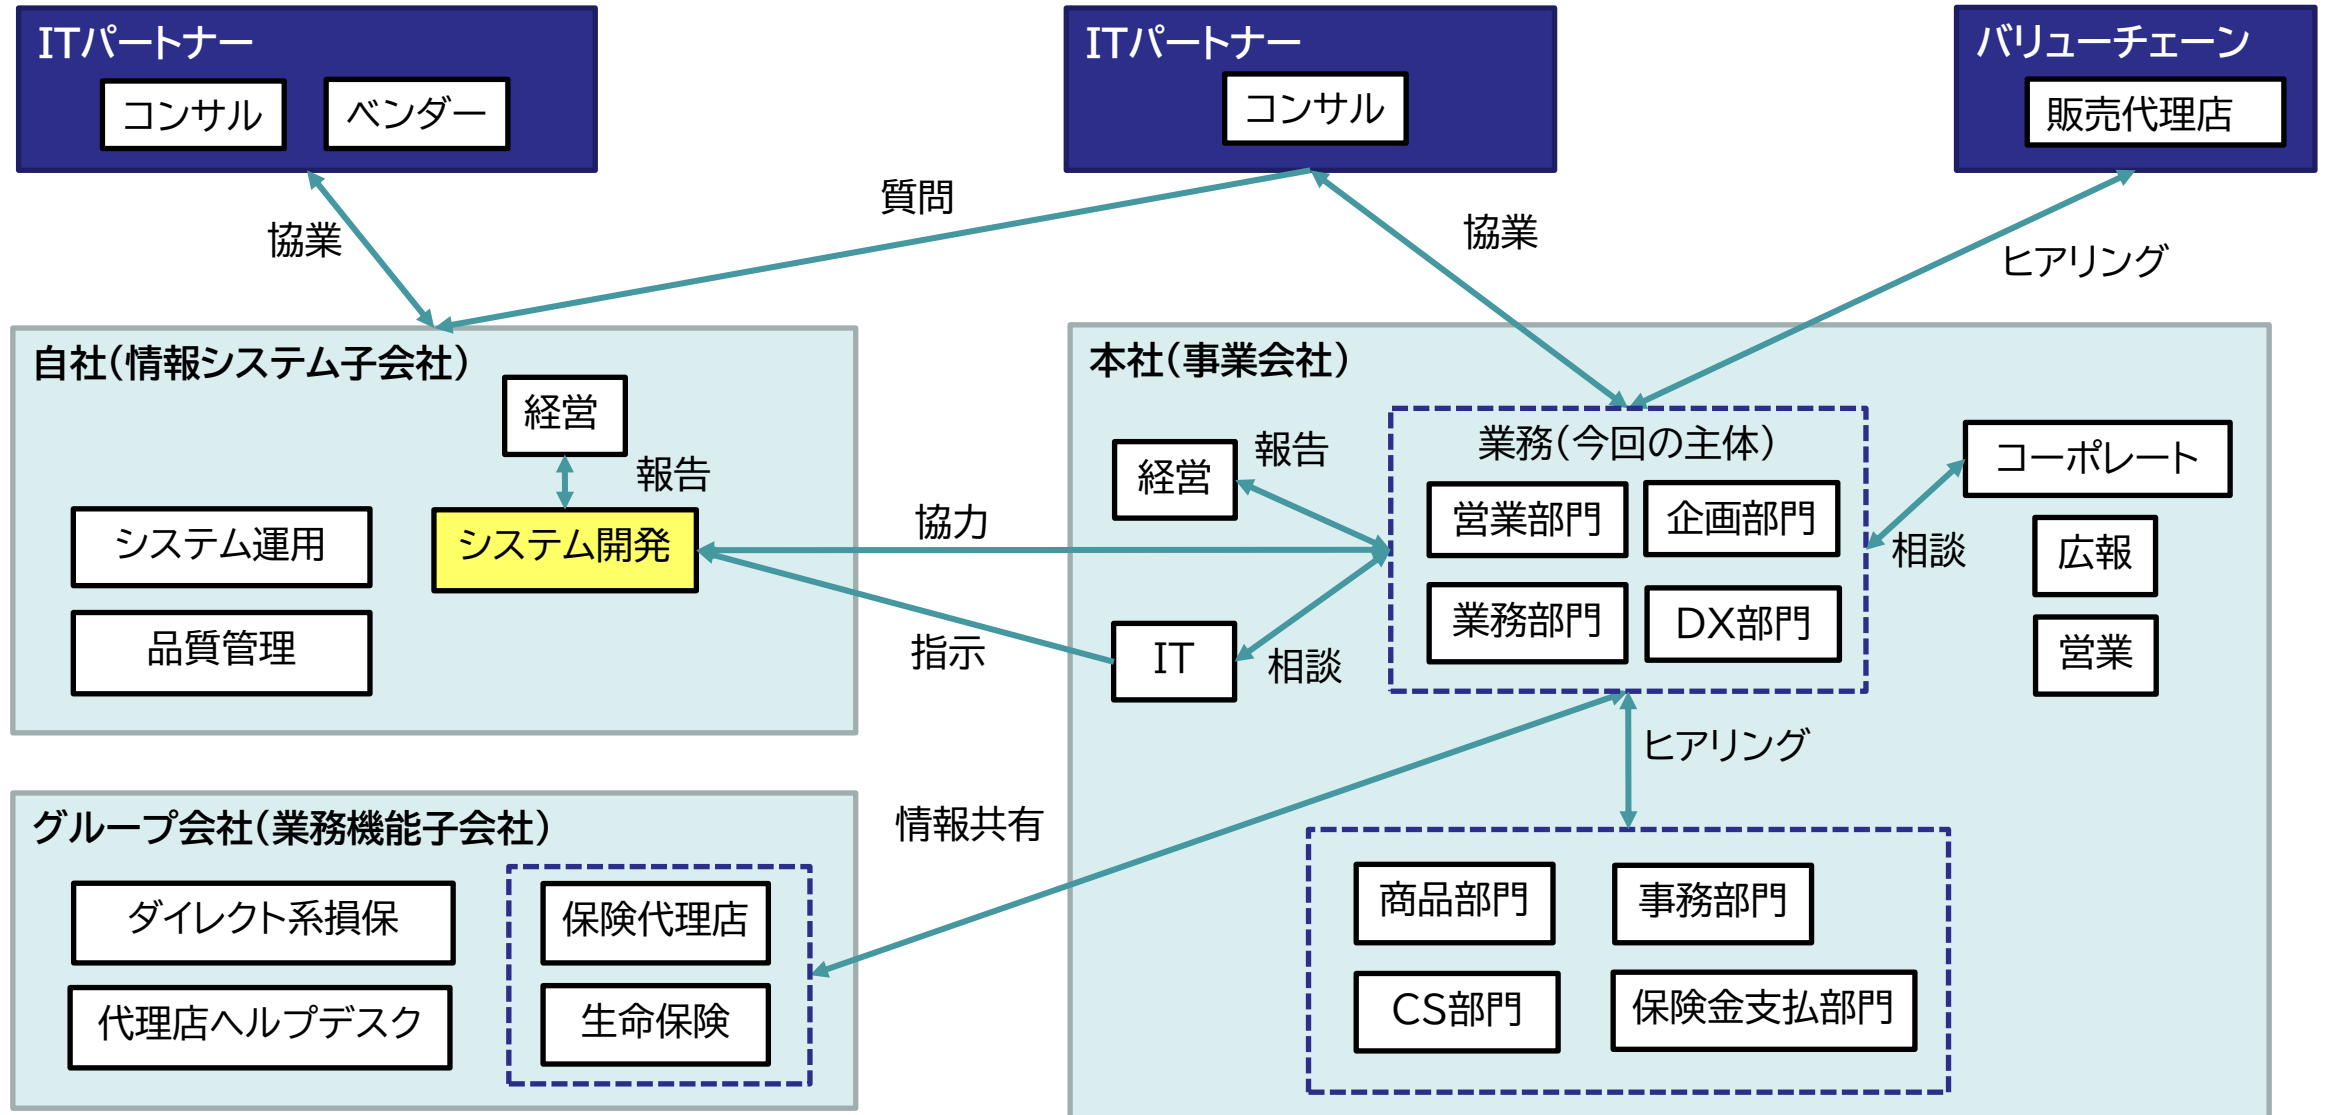 ITパートナー
コンサル
ベンダー
ITパートナー
コンサル
バリューチェーン
販売代理店
質問
協業
協業
ヒアリング
自社(情報システム子会社)
経営
報告
システム運用
システム開発
品質管理
協力
指示
本社(事業会社)
経営
報告
IT
相談
業務(今回の主体)
営業部門
企画部門
業務部門
DX部門
コーポレート
相談
広報
営業
ヒアリング
商品部門
事務部門
CS部門
保険金支払部門
情報共有
グループ会社(業務機能子会社)
ダイレクト系損保
保険代理店
代理店ヘルプデスク
生命保険